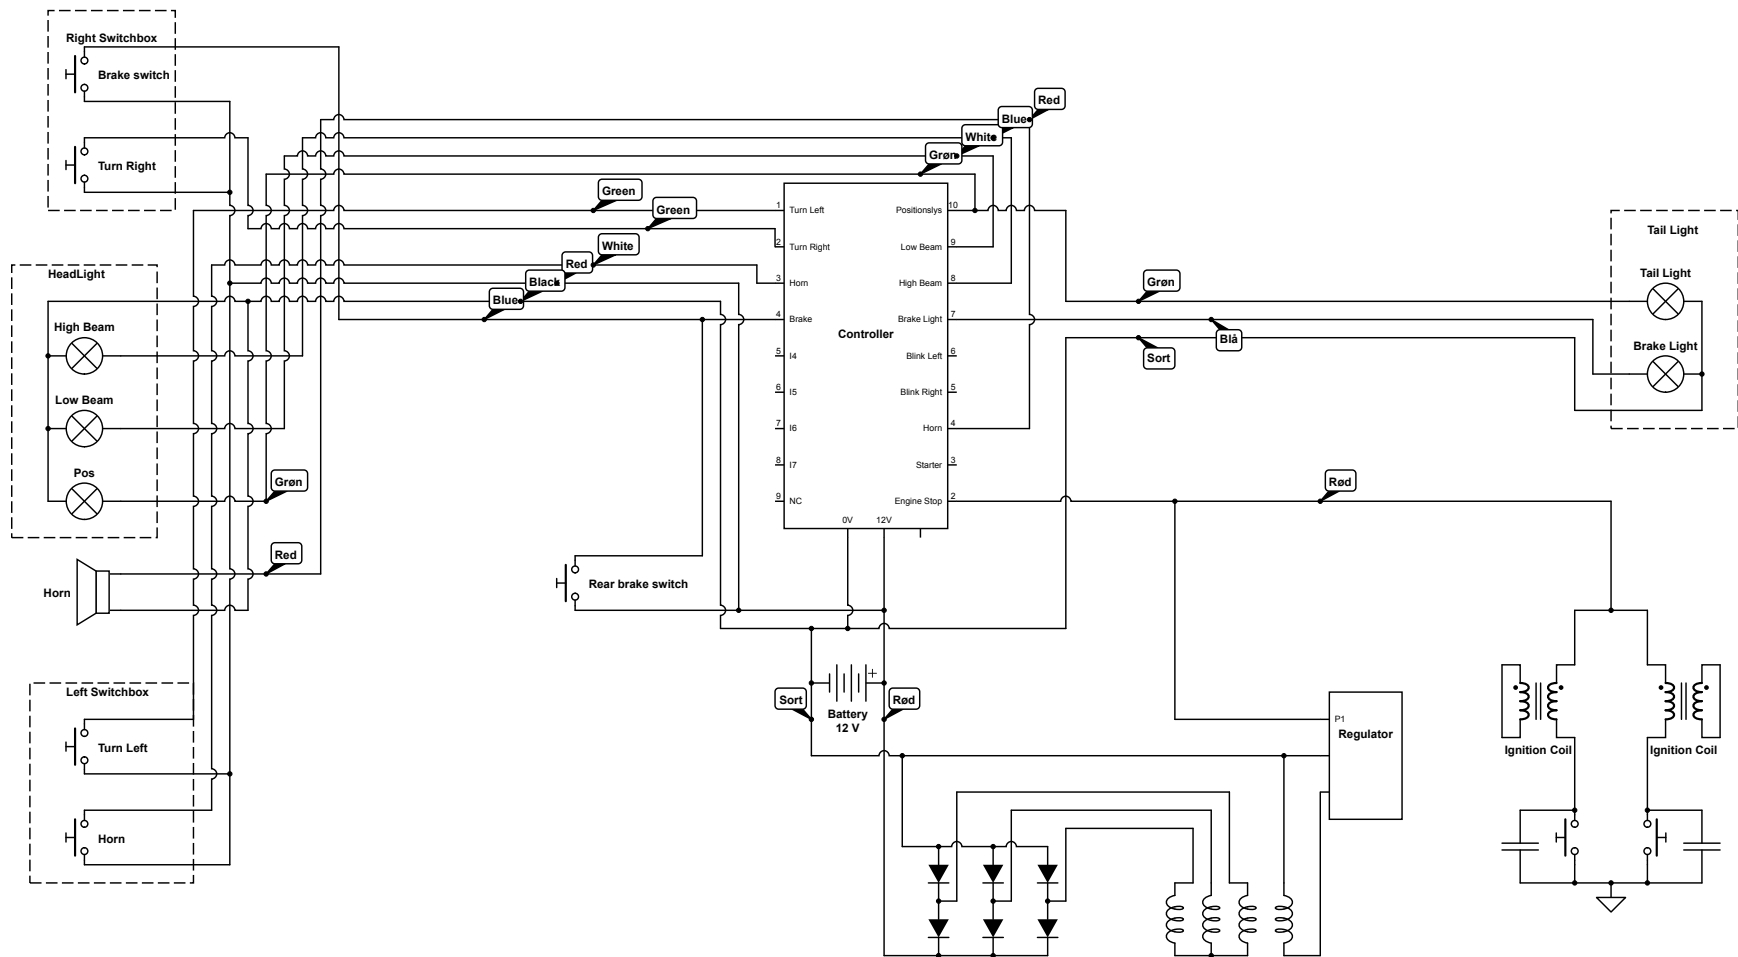 Right Switchbox
Brake switch
Turn Right
Red
Blue
White
Grøn
Green
Green
White
Red
Black
Blue
HeadLight
High Beam
Low Beam
Pos
Grøn
Red
Horn
Left Switchbox
Turn Left
Horn
1 Turn Left
2 Turn Right
3 Horn
4 Brake
5 I4
6 I5
7 I6
8 I7
9 NC
Controller
Positionslys 10
Low Beam 9
High Beam 8
Brake Light 7
Blink Left 6
Blink Right 5
Horn 4
Starter 3
Engine Stop 2
0V 12V
Rear brake switch
Sort
Battery
12 V
+
Rød
Grøn
Blå
Sort
Tail Light
Tail Light
Brake Light
Rød
P1
Regulator
Ignition Coil
Ignition Coil